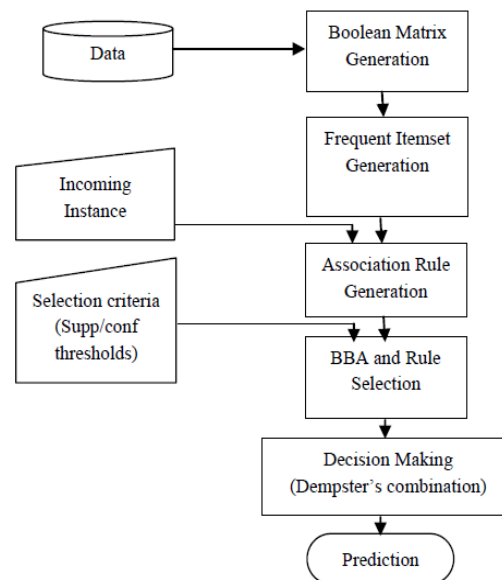 Data
Boolean Matrix
Generation
Frequent Itemset
Generation
Incoming
Instance
Association Rule
Generation
Selection criteria
(Supp/conf
thresholds)
BBA and Rule
Selection
Decision Making
(Dempster’s combination)
Prediction